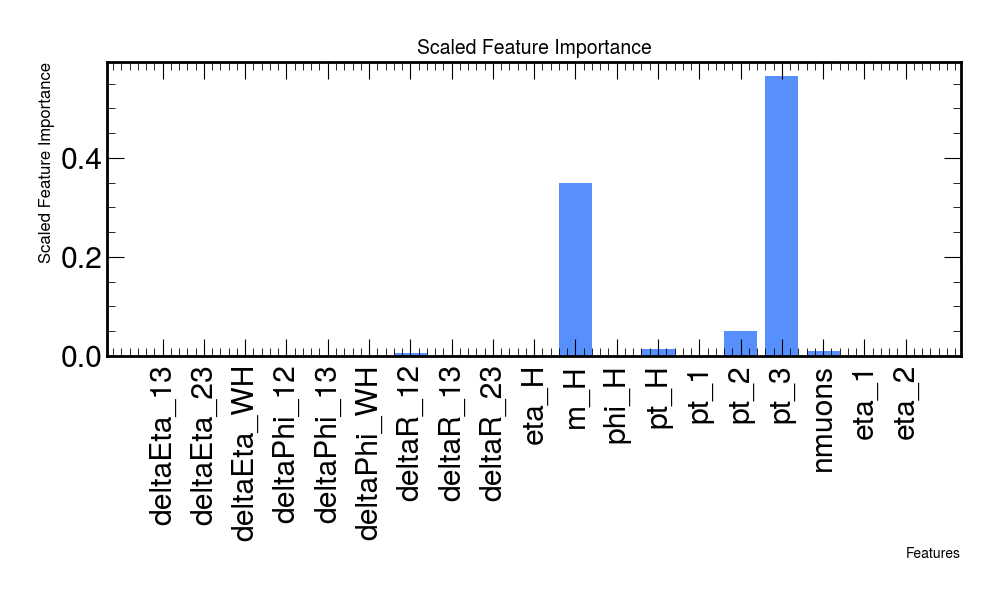 Scaled Feature Importance
Scaled Feature Importance
0.4
0.2
0.0
deltaEta_13
deltaEta_23
deltaEta_WH
deltaPhi_12
deltaPhi_13
deltaPhi_WH
deltaR_12
deltaR_13
deltaR_23
eta_H
m_H
phi_H
pt_H
pt_1
pt_2
pt_3
nmuons
eta_1
eta_2
Features